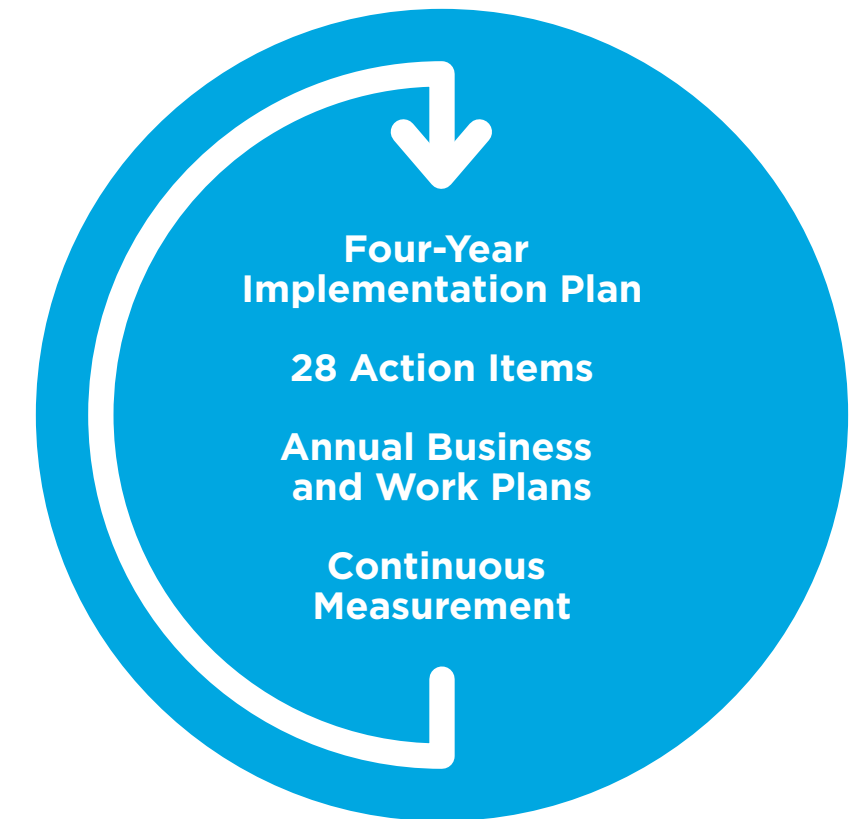 Four-Year
Implementation Plan
28 Action Items
Annual Business
and Work Plans
Continuous
Measurement